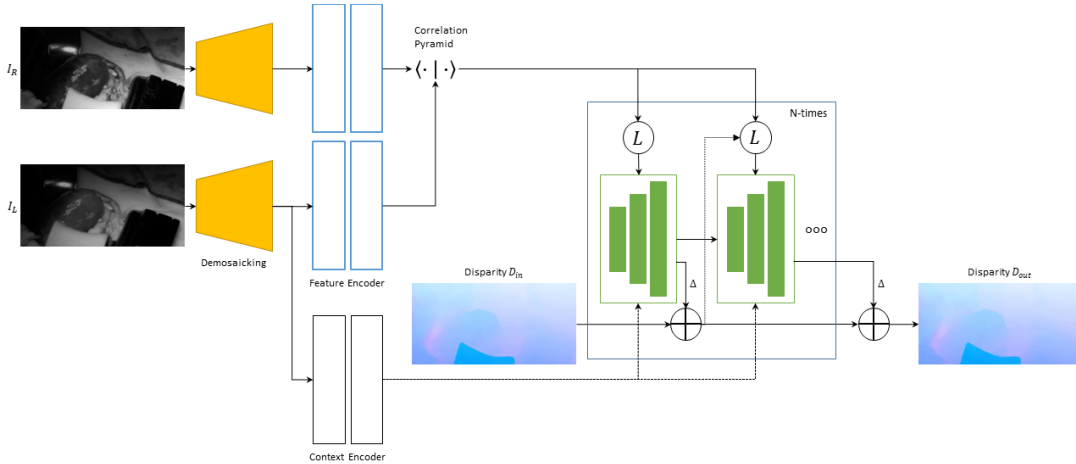 Correlation
Pyramid
I_R
⟨· | ·⟩
N-times
L
L
I_L
ooo
Demosaicking
Disparity D_in
Disparity D_out
Feature Encoder
Δ
Δ
Context Encoder